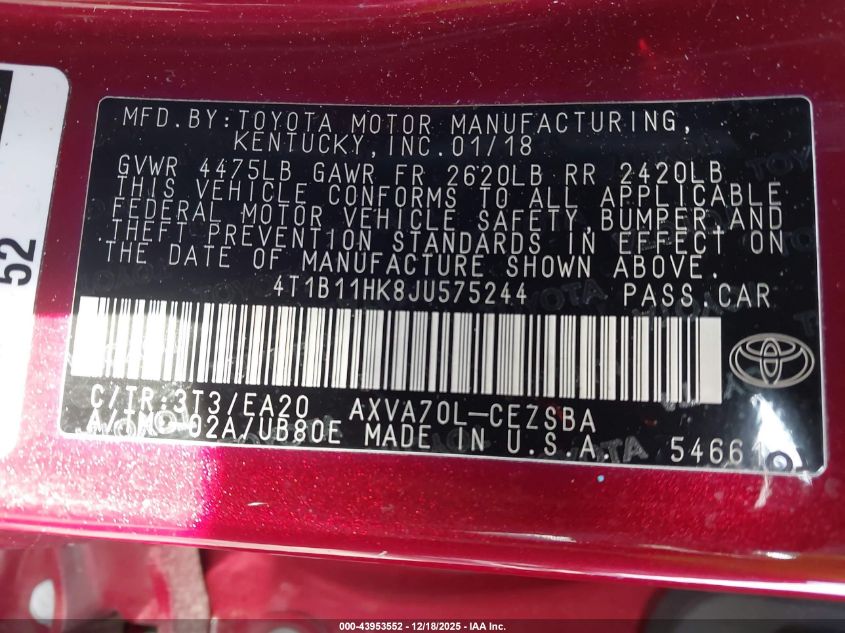 MFD.BY:TOYOTA MOTOR MANUFACTURING,
KENTUCKY,INC.01/18
GVWR 4475LB GAWR FR 2620LB RR 2420LB
THIS VEHICLE CONFORMS TO ALL APPLICABLE
FEDERAL MOTOR VEHICLE SAFETY,BUMPER,AND
THEFT PREVENTION STANDARDS IN EFFECT ON
THE DATE OF MANUFACTURE SHOWN ABOVE.
4T1B11HK8JU575244 PASS.CAR
C/TR:3T3/EA20 AXVA70L-CEZSBA
A/TM: 02A/UB80E MADE IN U.S.A. 5466
52
000-43953552 - 12/18/2025 - IAA Inc.